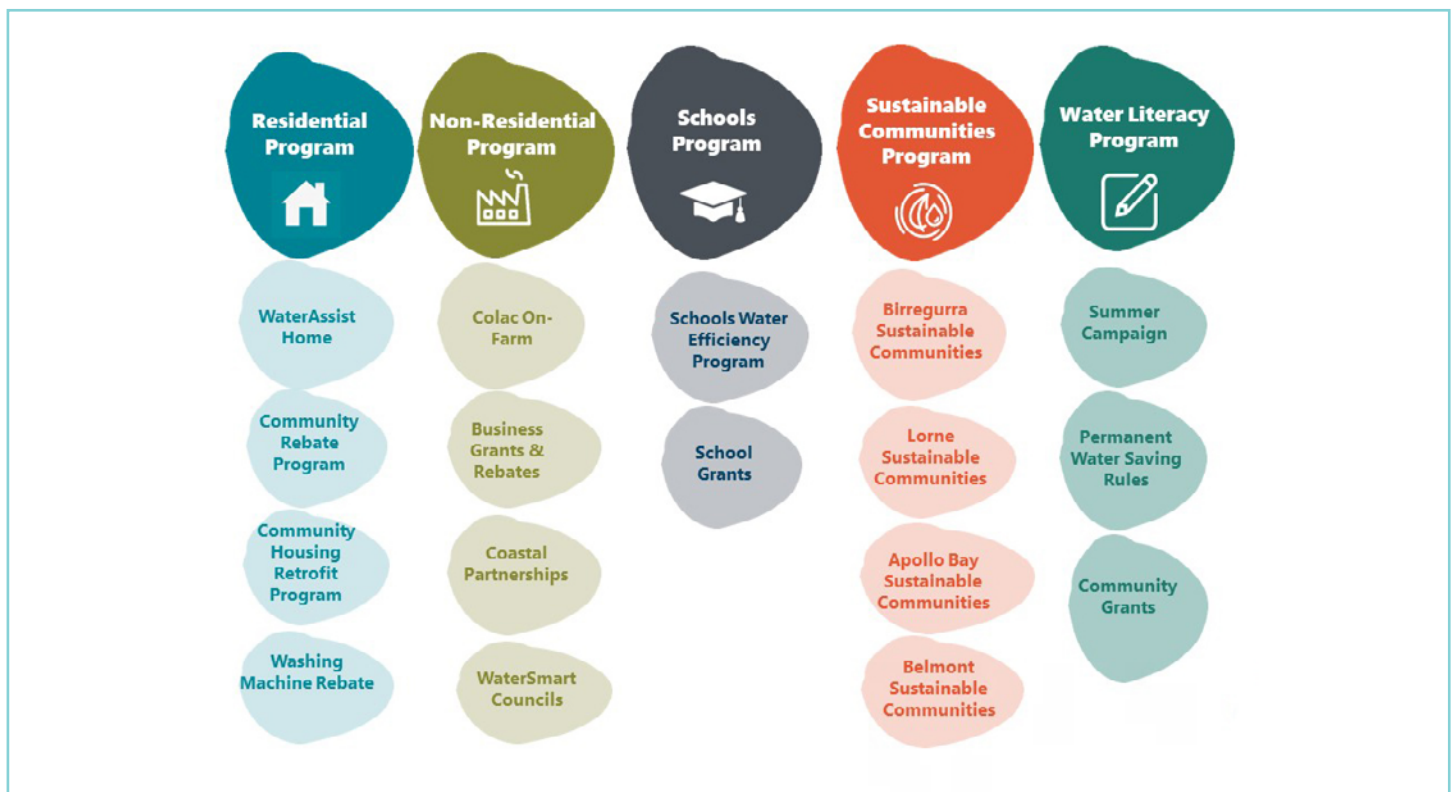 Residential
Program
Non-Residential
Program
Schools
Program
Sustainable
Communities
Program
Water Literacy
Program
WaterAssist
Home
Community
Rebate
Program
Community
Housing
Retrofit
Program
Washing
Machine Rebate
Colac On-
Farm
Business
Grants &
Rebates
Coastal
Partnerships
WaterSmart
Councils
Schools Water
Efficiency
Program
School
Grants
Birregurra
Sustainable
Communities
Lorne
Sustainable
Communities
Apollo Bay
Sustainable
Communities
Belmont
Sustainable
Communities
Summer
Campaign
Permanent
Water Saving
Rules
Community
Grants